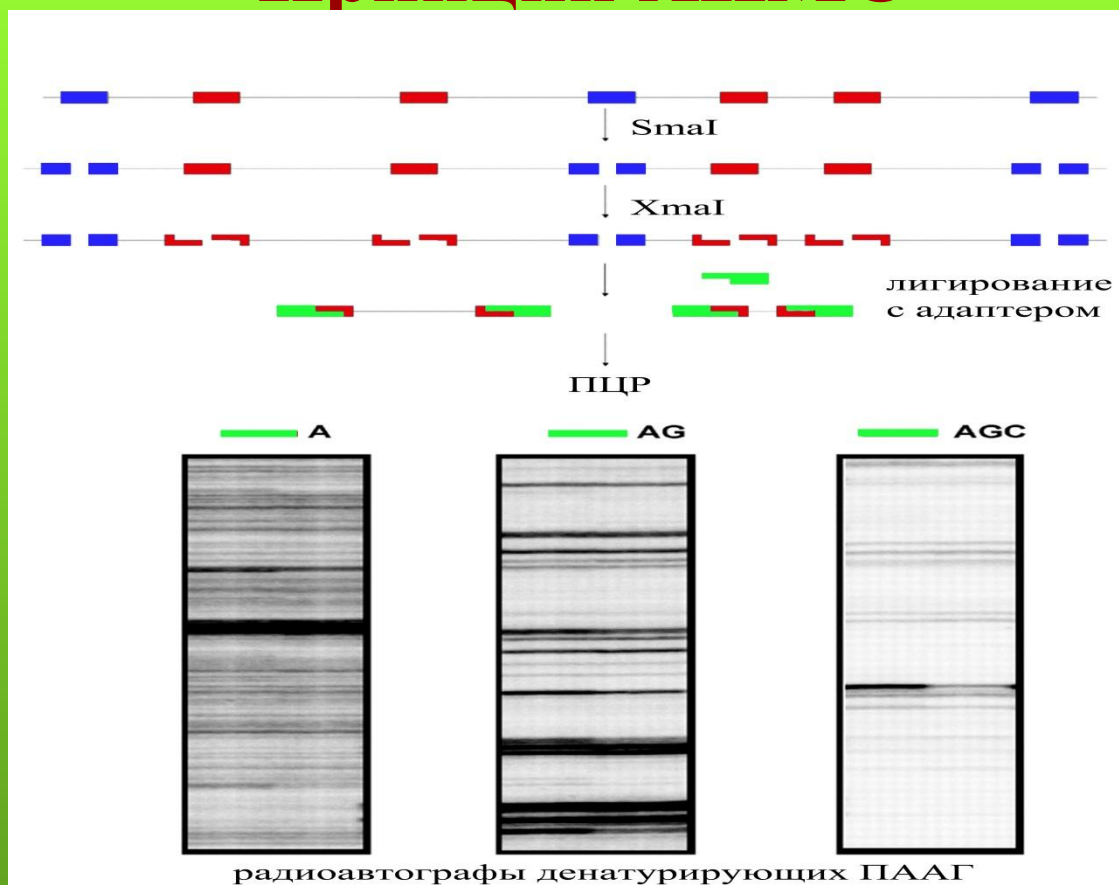 SmaI
XmaI
лигирование
с адаптером
ПЦР
A AG AGC
радиоавтографы денатурирующих ПААГ